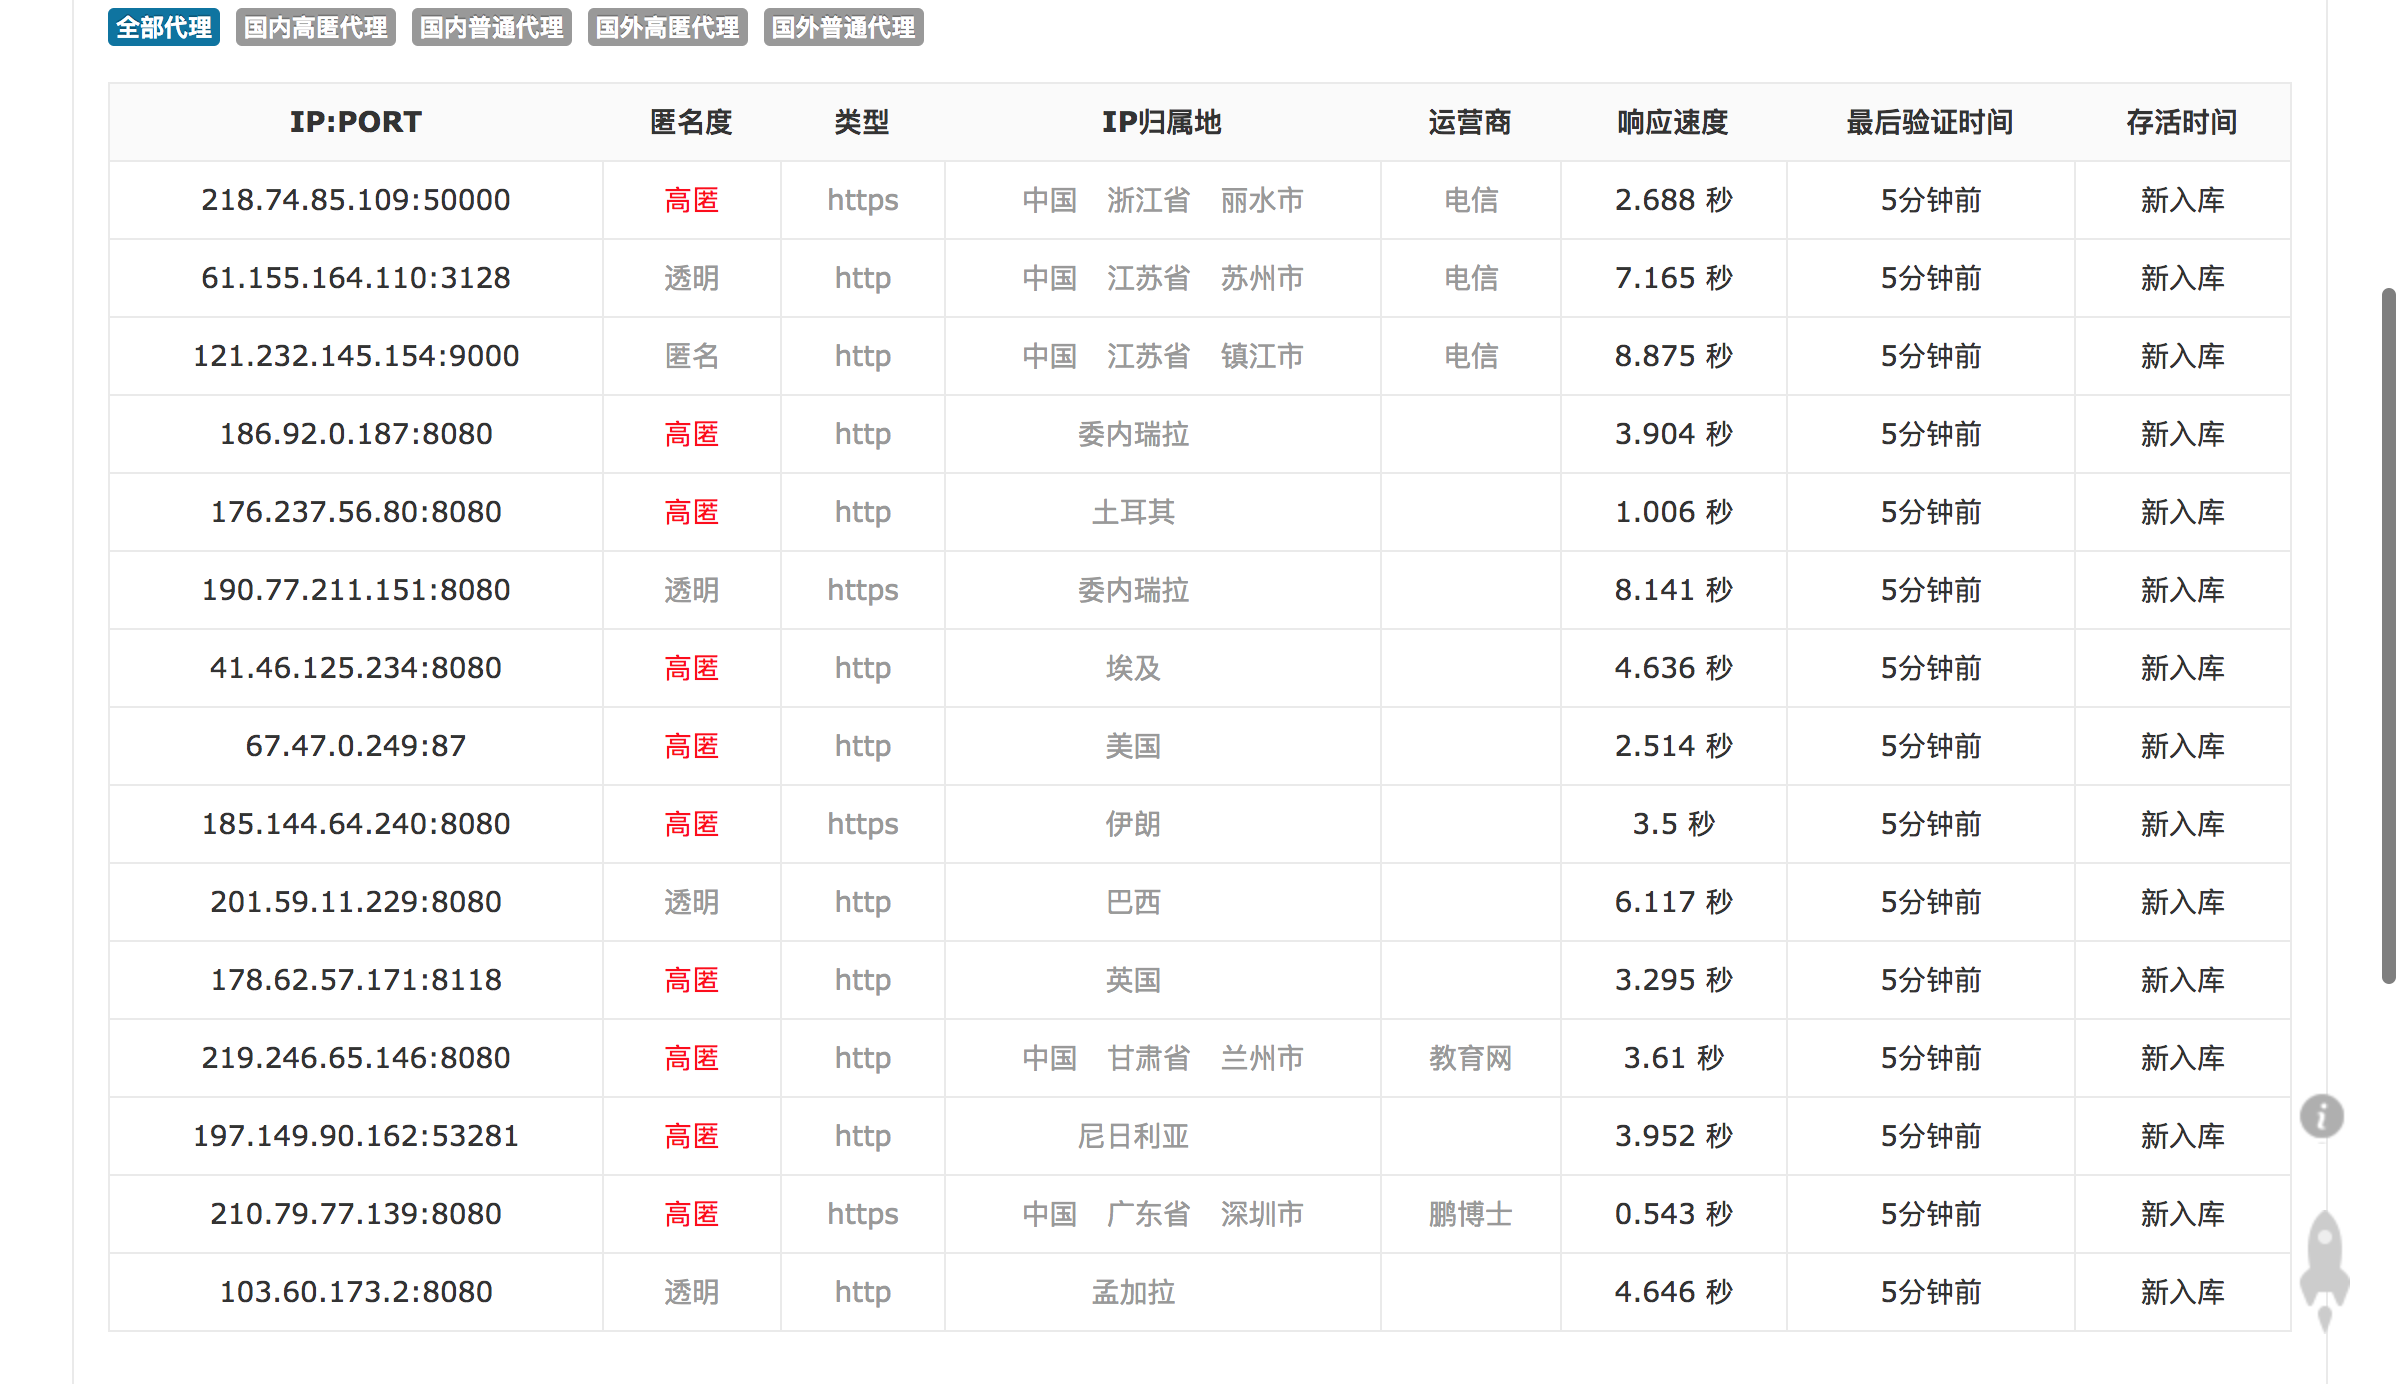 全部代理 国内高匿代理 国内普通代理 国外高匿代理 国外普通代理
IP:PORT 匿名度 类型 IP归属地 运营商 响应速度 最后验证时间 存活时间
218.74.85.109:50000 高匿 https 中国 浙江省 丽水市 电信 2.688 秒 5分钟前 新入库
61.155.164.110:3128 透明 http 中国 江苏省 苏州市 电信 7.165 秒 5分钟前 新入库
121.232.145.154:9000 匿名 http 中国 江苏省 镇江市 电信 8.875 秒 5分钟前 新入库
186.92.0.187:8080 高匿 http 委内瑞拉 3.904 秒 5分钟前 新入库
176.237.56.80:8080 高匿 http 土耳其 1.006 秒 5分钟前 新入库
190.77.211.151:8080 透明 https 委内瑞拉 8.141 秒 5分钟前 新入库
41.46.125.234:8080 高匿 http 埃及 4.636 秒 5分钟前 新入库
67.47.0.249:87 高匿 http 美国 2.514 秒 5分钟前 新入库
185.144.64.240:8080 高匿 https 伊朗 3.5 秒 5分钟前 新入库
201.59.11.229:8080 透明 http 巴西 6.117 秒 5分钟前 新入库
178.62.57.171:8118 高匿 http 英国 3.295 秒 5分钟前 新入库
219.246.65.146:8080 高匿 http 中国 甘肃省 兰州市 教育网 3.61 秒 5分钟前 新入库
197.149.90.162:53281 高匿 http 尼日利亚 3.952 秒 5分钟前 新入库
210.79.77.139:8080 高匿 https 中国 广东省 深圳市 鹏博士 0.543 秒 5分钟前 新入库
103.60.173.2:8080 透明 http 孟加拉 4.646 秒 5分钟前 新入库